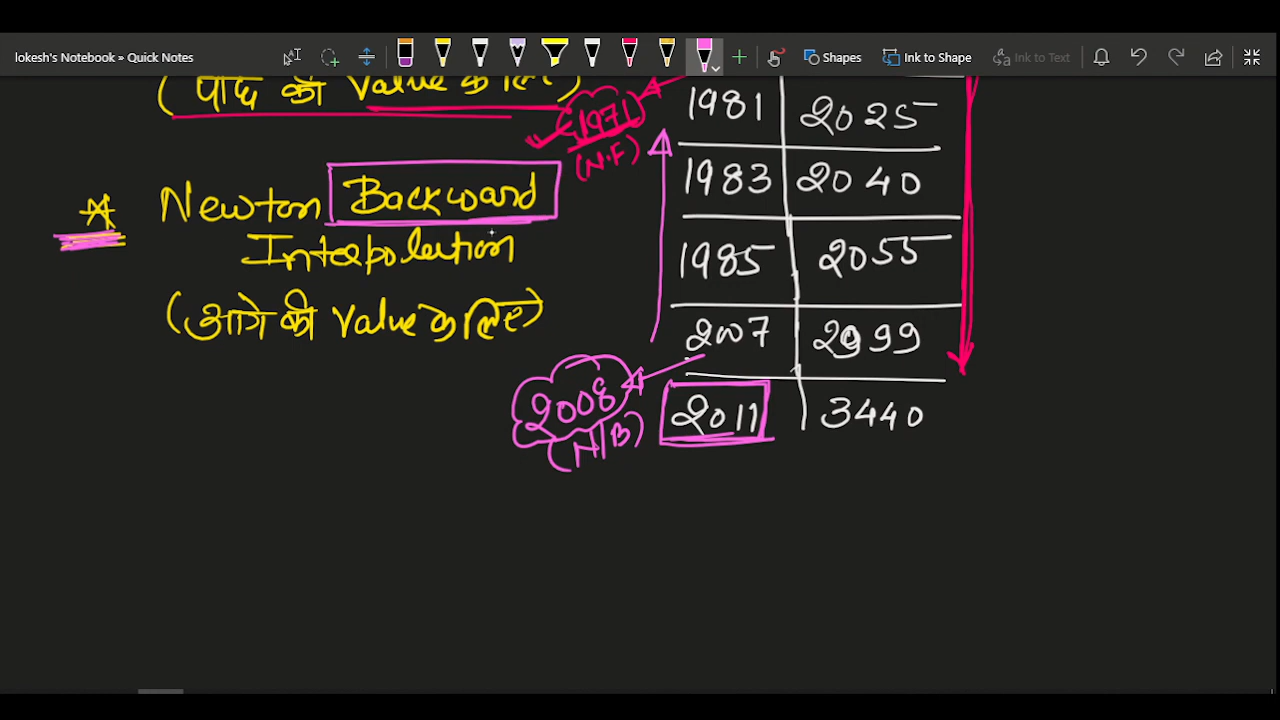 lokesh's Notebook » Quick Notes
Shapes
Ink to Shape
Ink to Text
की Value के लिए)
1971
(N.F)
Newton Backward
Interpolation
(आगे की Value के लिए)
1981 2025
1983 2040
1985 2055
2007 2999
2011 3440
2008
(N/B)